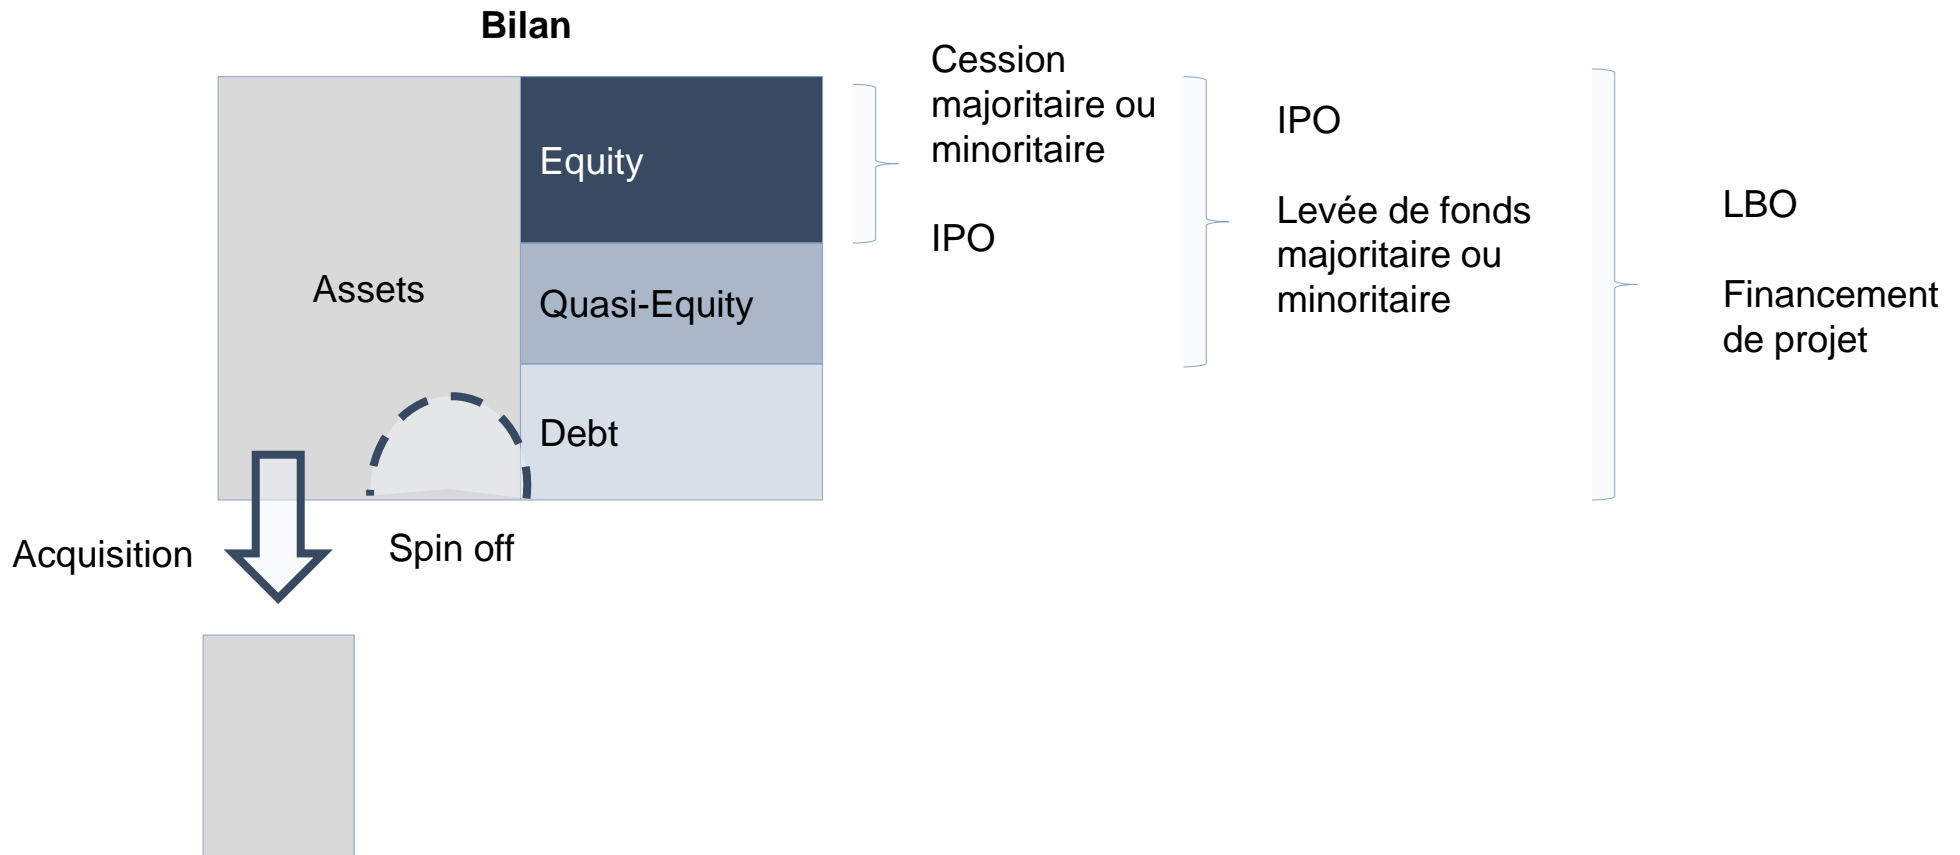 Bilan
Assets
Equity
Quasi-Equity
Debt
Cession
majoritaire ou
minoritaire
IPO
IPO
Levée de fonds
majoritaire ou
minoritaire
LBO
Financement
de projet
Acquisition
Spin off